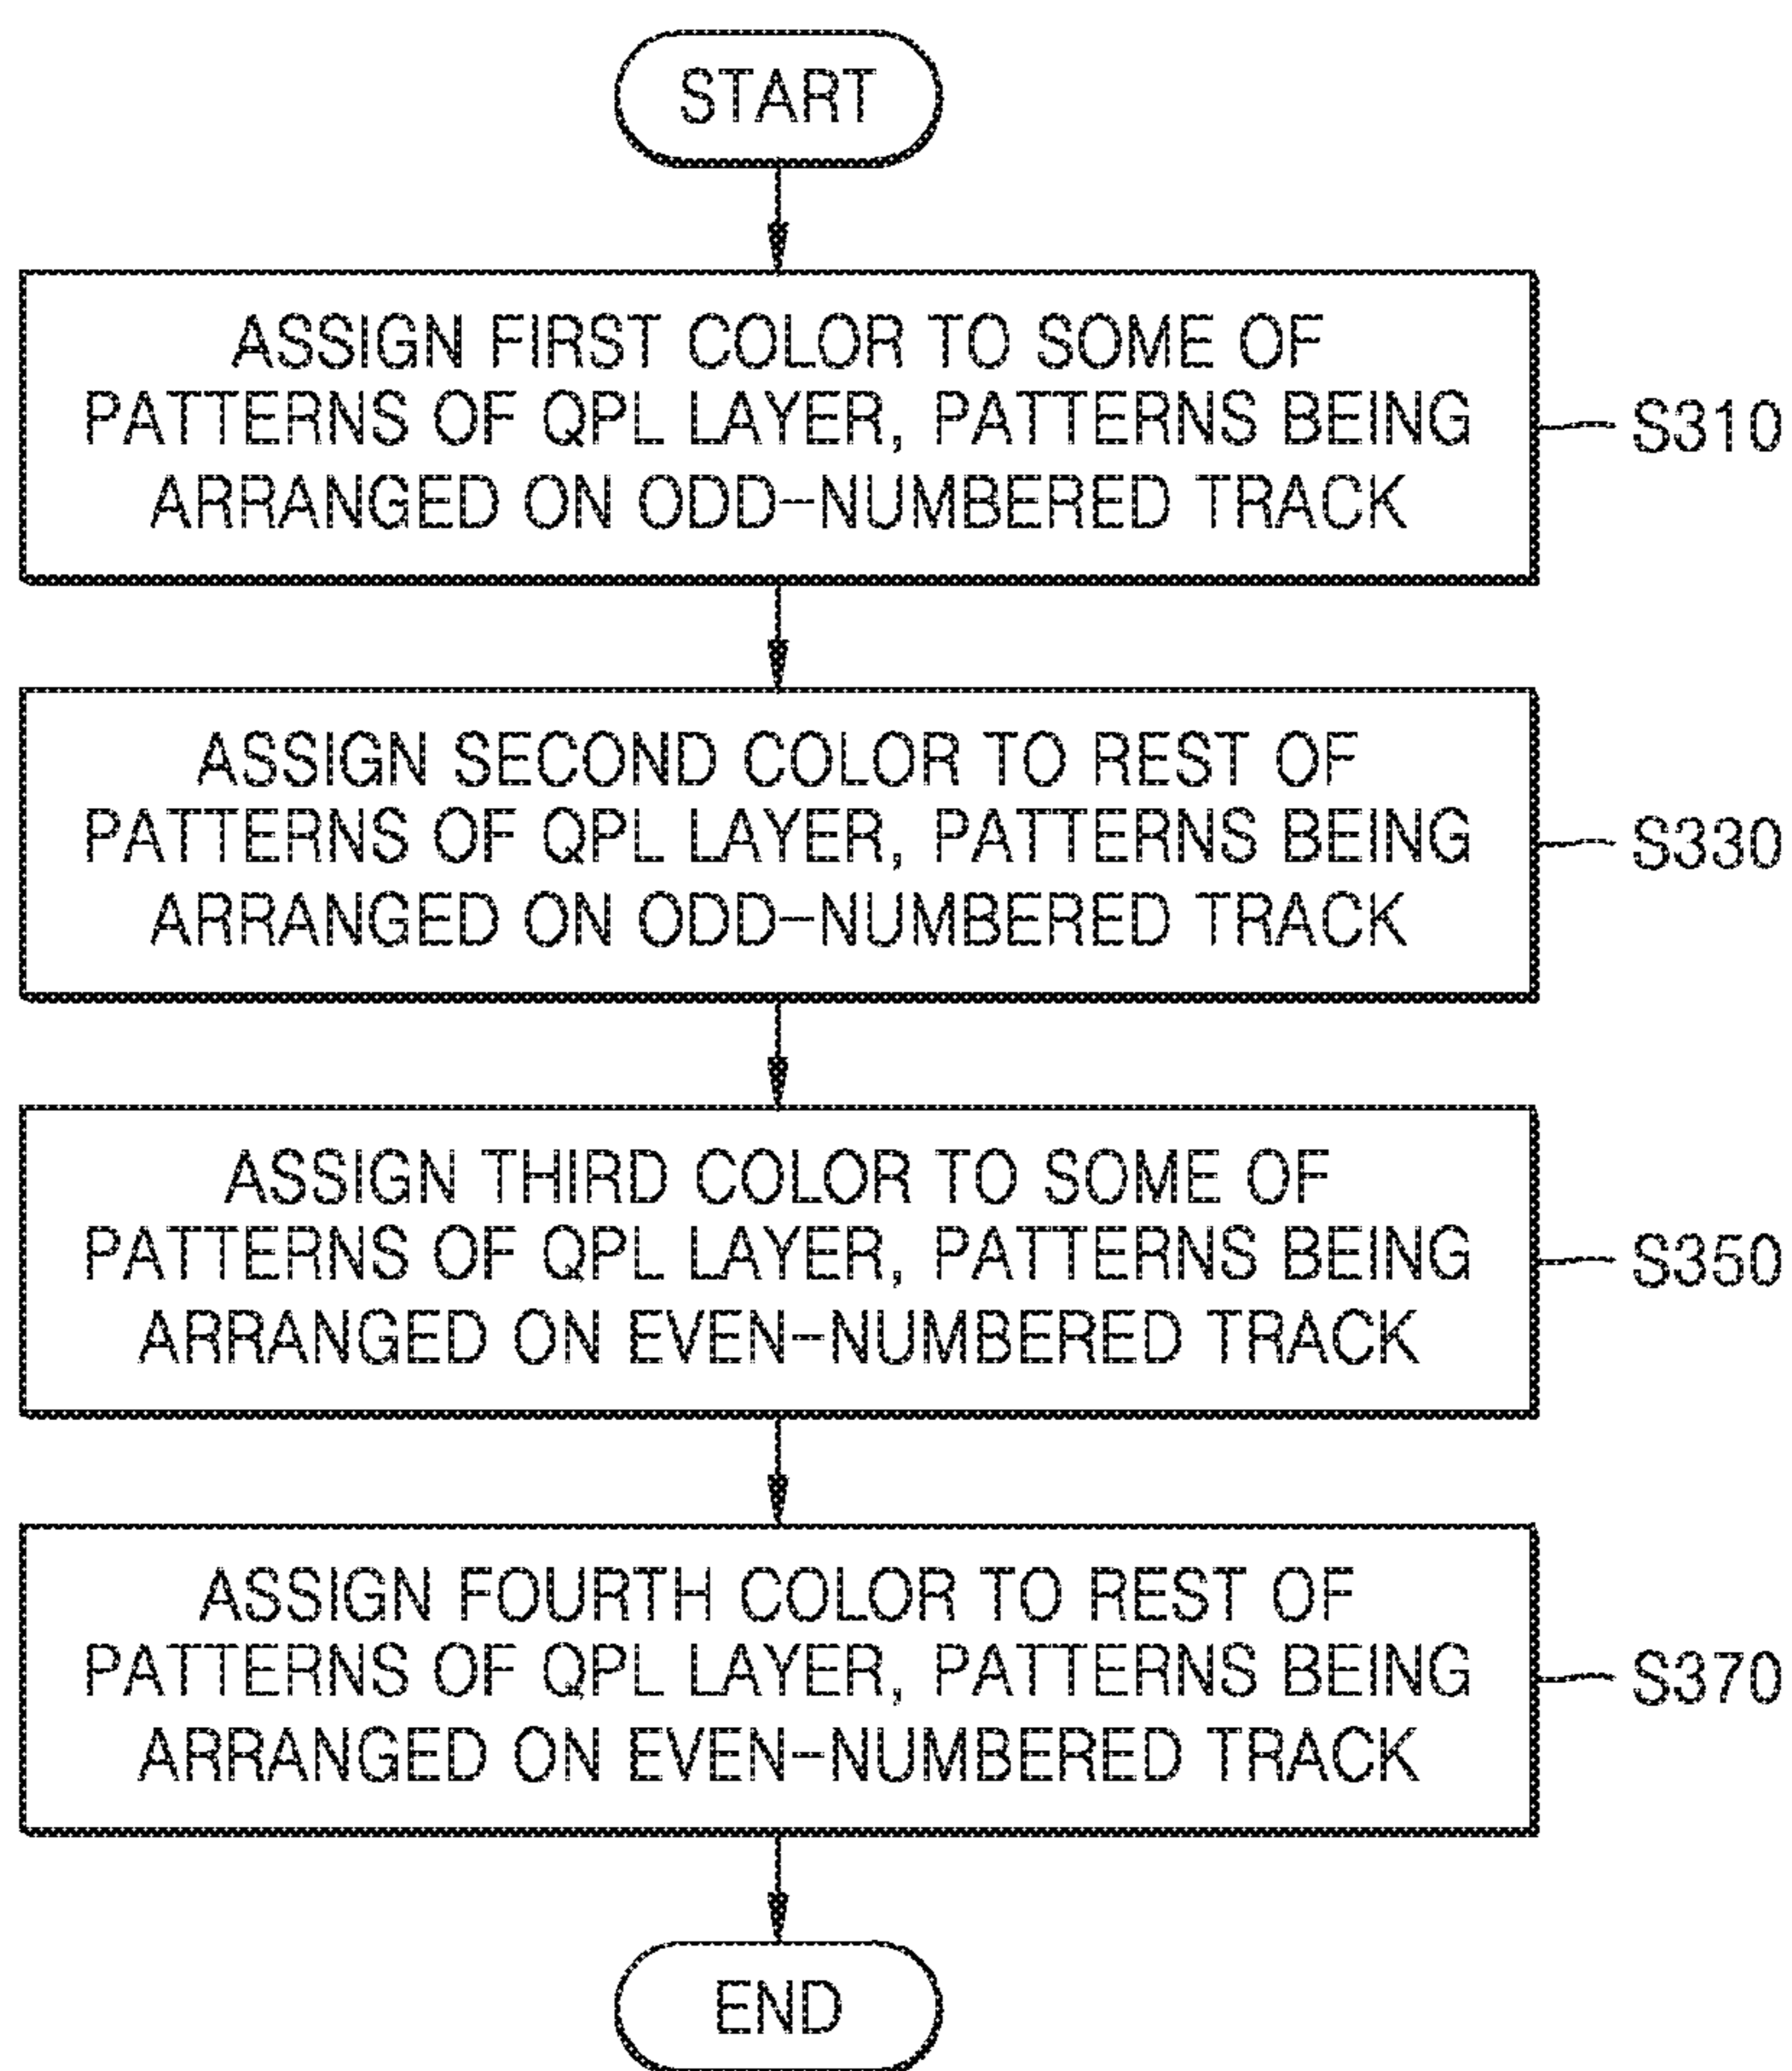 START
ASSIGN FIRST COLOR TO SOME OF
PATTERNS OF QPL LAYER, PATTERNS BEING
ARRANGED ON ODD-NUMBERED TRACK
S310
ASSIGN SECOND COLOR TO REST OF
PATTERNS OF QPL LAYER, PATTERNS BEING
ARRANGED ON ODD-NUMBERED TRACK
S330
ASSIGN THIRD COLOR TO SOME OF
PATTERNS OF QPL LAYER, PATTERNS BEING
ARRANGED ON EVEN-NUMBERED TRACK
S350
ASSIGN FOURTH COLOR TO REST OF
PATTERNS OF QPL LAYER, PATTERNS BEING
ARRANGED ON EVEN-NUMBERED TRACK
S370
END